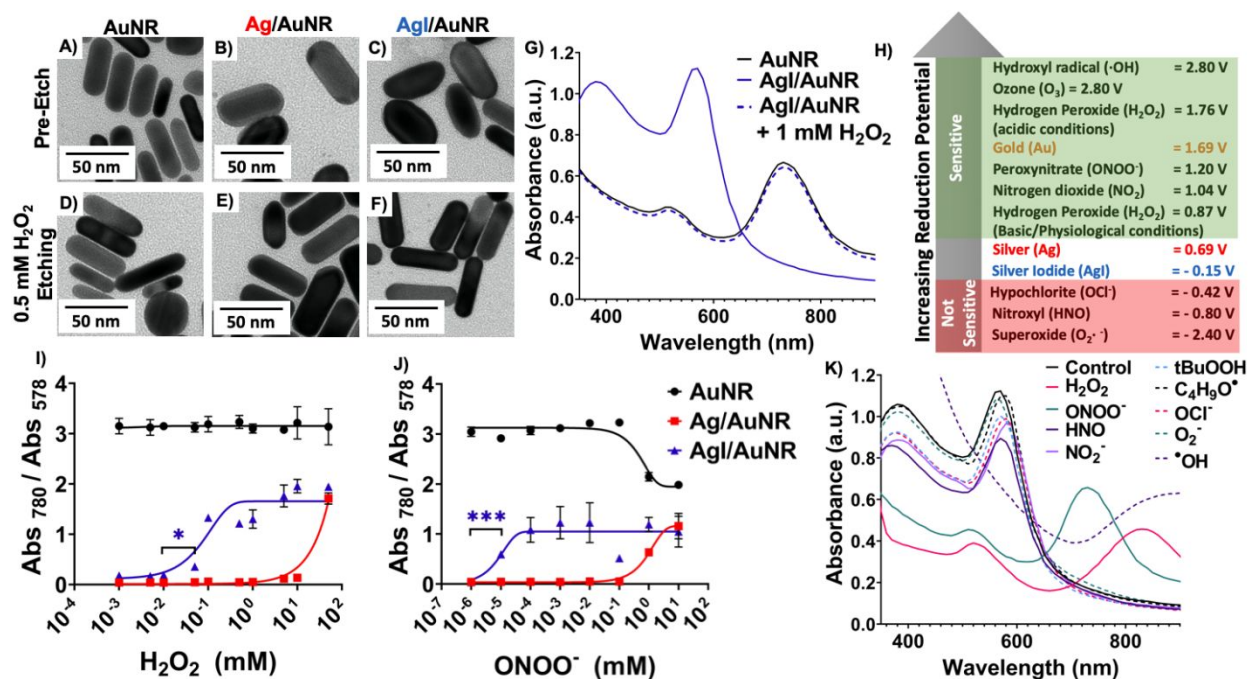 AuNR
Ag/AuNR
AgI/AuNR
Pre-Etch
A)
B)
C)
50 nm
50 nm
50 nm
0.5 mM H₂O₂
Etching
D)
E)
F)
50 nm
50 nm
50 nm
G)
AuNR
AgI/AuNR
AgI/AuNR
+ 1 mM H₂O₂
Absorbance (a.u.)
1.2
1.0
0.8
0.6
0.4
0.2
0.0
400
600
800
Wavelength (nm)
H)
Increasing Reduction Potential
Sensitive
Not
Sensitive
Hydroxyl radical (·OH) = 2.80 V
Ozone (O₃) = 2.80 V
Hydrogen Peroxide (H₂O₂) = 1.76 V
(acidic conditions)
Gold (Au) = 1.69 V
Peroxynitrate (ONOO⁻) = 1.20 V
Nitrogen dioxide (NO₂) = 1.04 V
Hydrogen Peroxide (H₂O₂) = 0.87 V
(Basic/Physiological conditions)
Silver (Ag) = 0.69 V
Silver Iodide (AgI) = - 0.15 V
Hypochlorite (OCl⁻) = - 0.42 V
Nitroxyl (HNO) = - 0.80 V
Superoxide (O₂· ⁻) = - 2.40 V
I)
Abs 780 / Abs 578
4
3
2
1
0
*
10⁻⁴
10⁻³
10⁻²
10⁻¹
10⁰
10¹
10²
H₂O₂ (mM)
J)
Abs 780 / Abs 578
4
3
2
1
0
***
10⁻⁷
10⁻⁶
10⁻⁵
10⁻⁴
10⁻³
10⁻²
10⁻¹
10⁰
10¹
10²
ONOO⁻ (mM)
AuNR
Ag/AuNR
AgI/AuNR
K)
Control
H₂O₂
ONOO⁻
HNO
NO₂⁻
tBuOOH
C₄H₉O•
OCl⁻
O₂⁻
•OH
Absorbance (a.u.)
1.2
1.0
0.8
0.6
0.4
0.2
0.0
400
600
800
Wavelength (nm)